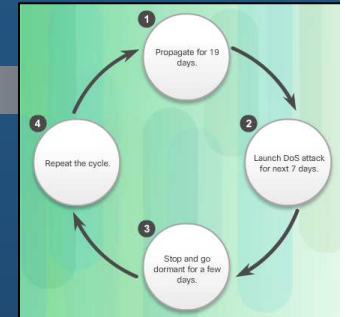 1
Propagate for 19
days.
2
Launch DoS attack
for next 7 days.
3
Stop and go
dormant for a few
days.
4
Repeat the cycle.